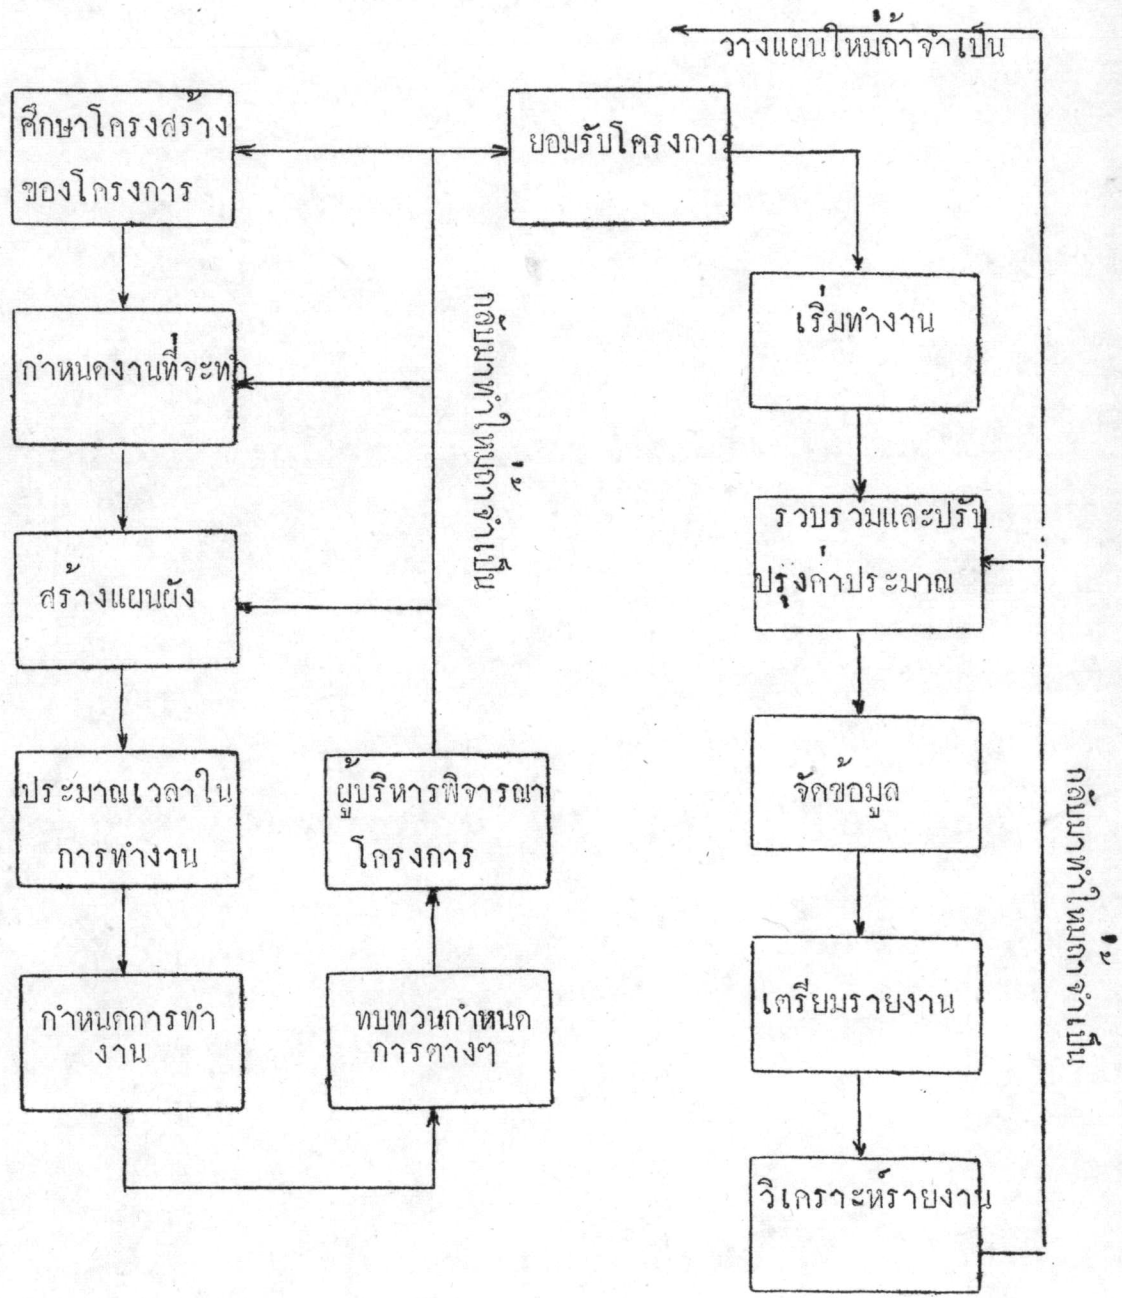 วางแผนใหม่ถ้าจำเป็น
ศึกษาโครงสร้าง
ของโครงการ
ยอมรับโครงการ
เริ่มทำงาน
กำหนดงานที่จะทำ
กลับมาทำใหม่ถ้าจำเป็น
รวบรวมและปรับ
ปรุงค่าประมาณ
สร้างแผนผัง
ประมาณเวลาใน
การทำงาน
ผู้บริหารพิจารณา
โครงการ
จัดข้อมูล
กลับมาทำใหม่ถ้าจำเป็น
กำหนดการทำ
งาน
ทบทวนกำหนด
การต่างๆ
เตรียมรายงาน
วิเคราะห์รายงาน